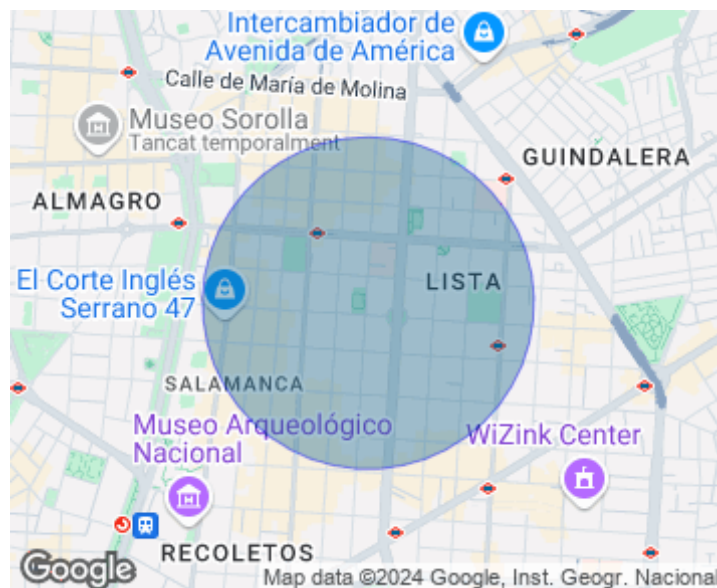 Intercambiador de
Avenida de América
Calle de María de Molina
Museo Sorolla
Tancat temporalment
GUINDALERA
ALMAGRO
El Corte Inglés
Serrano 47
LISTA
SALAMANCA
Museo Arqueológico
Nacional
WiZink Center
RECOLETOS
Google
Map data ©2024 Google, Inst. Geogr. Nacional